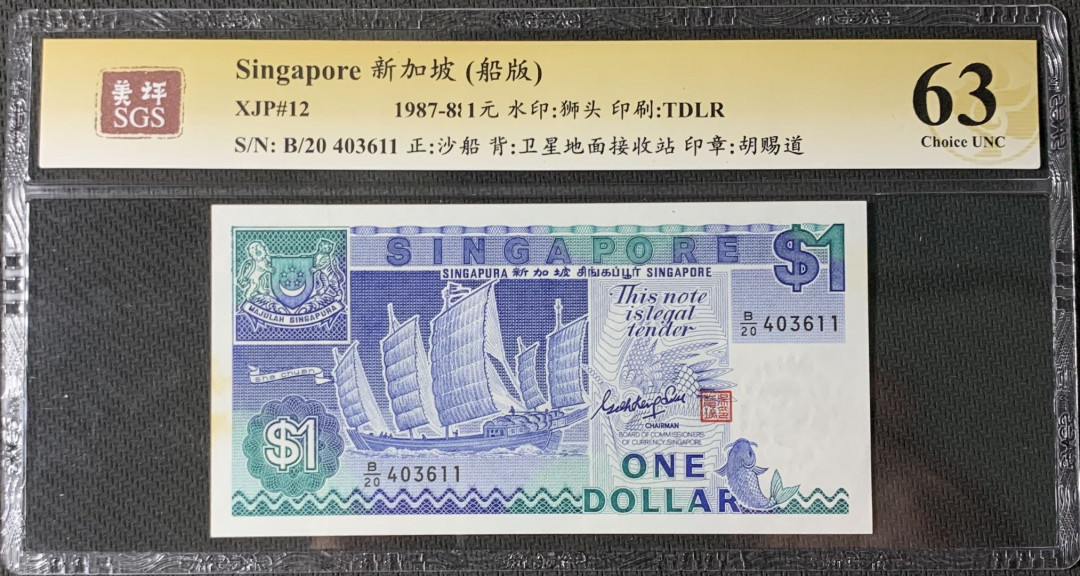 美评
SGS
Singapore 新加坡 (船版)
XJP#12 1987-881元 水印:狮头 印刷:TDLR
S/N: B/20 403611 正:沙船 背:卫星地面接收站 印章:胡赐道
63
Choice UNC
SINGAPORE
$1
SINGAPURA 新加坡 சிங்கப்பூர் SINGAPORE
MAJULAH SINGAPURA
This note
is legal
tender
B/20 403611
Sha Chuan
$1
CHAIRMAN
BOARD OF COMMISSIONERS
OF CURRENCY, SINGAPORE
B/20 403611
ONE
DOLLAR